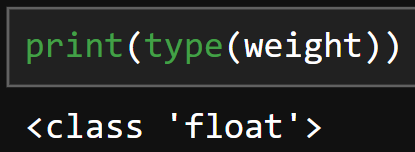 print(type(weight))
<class 'float'>